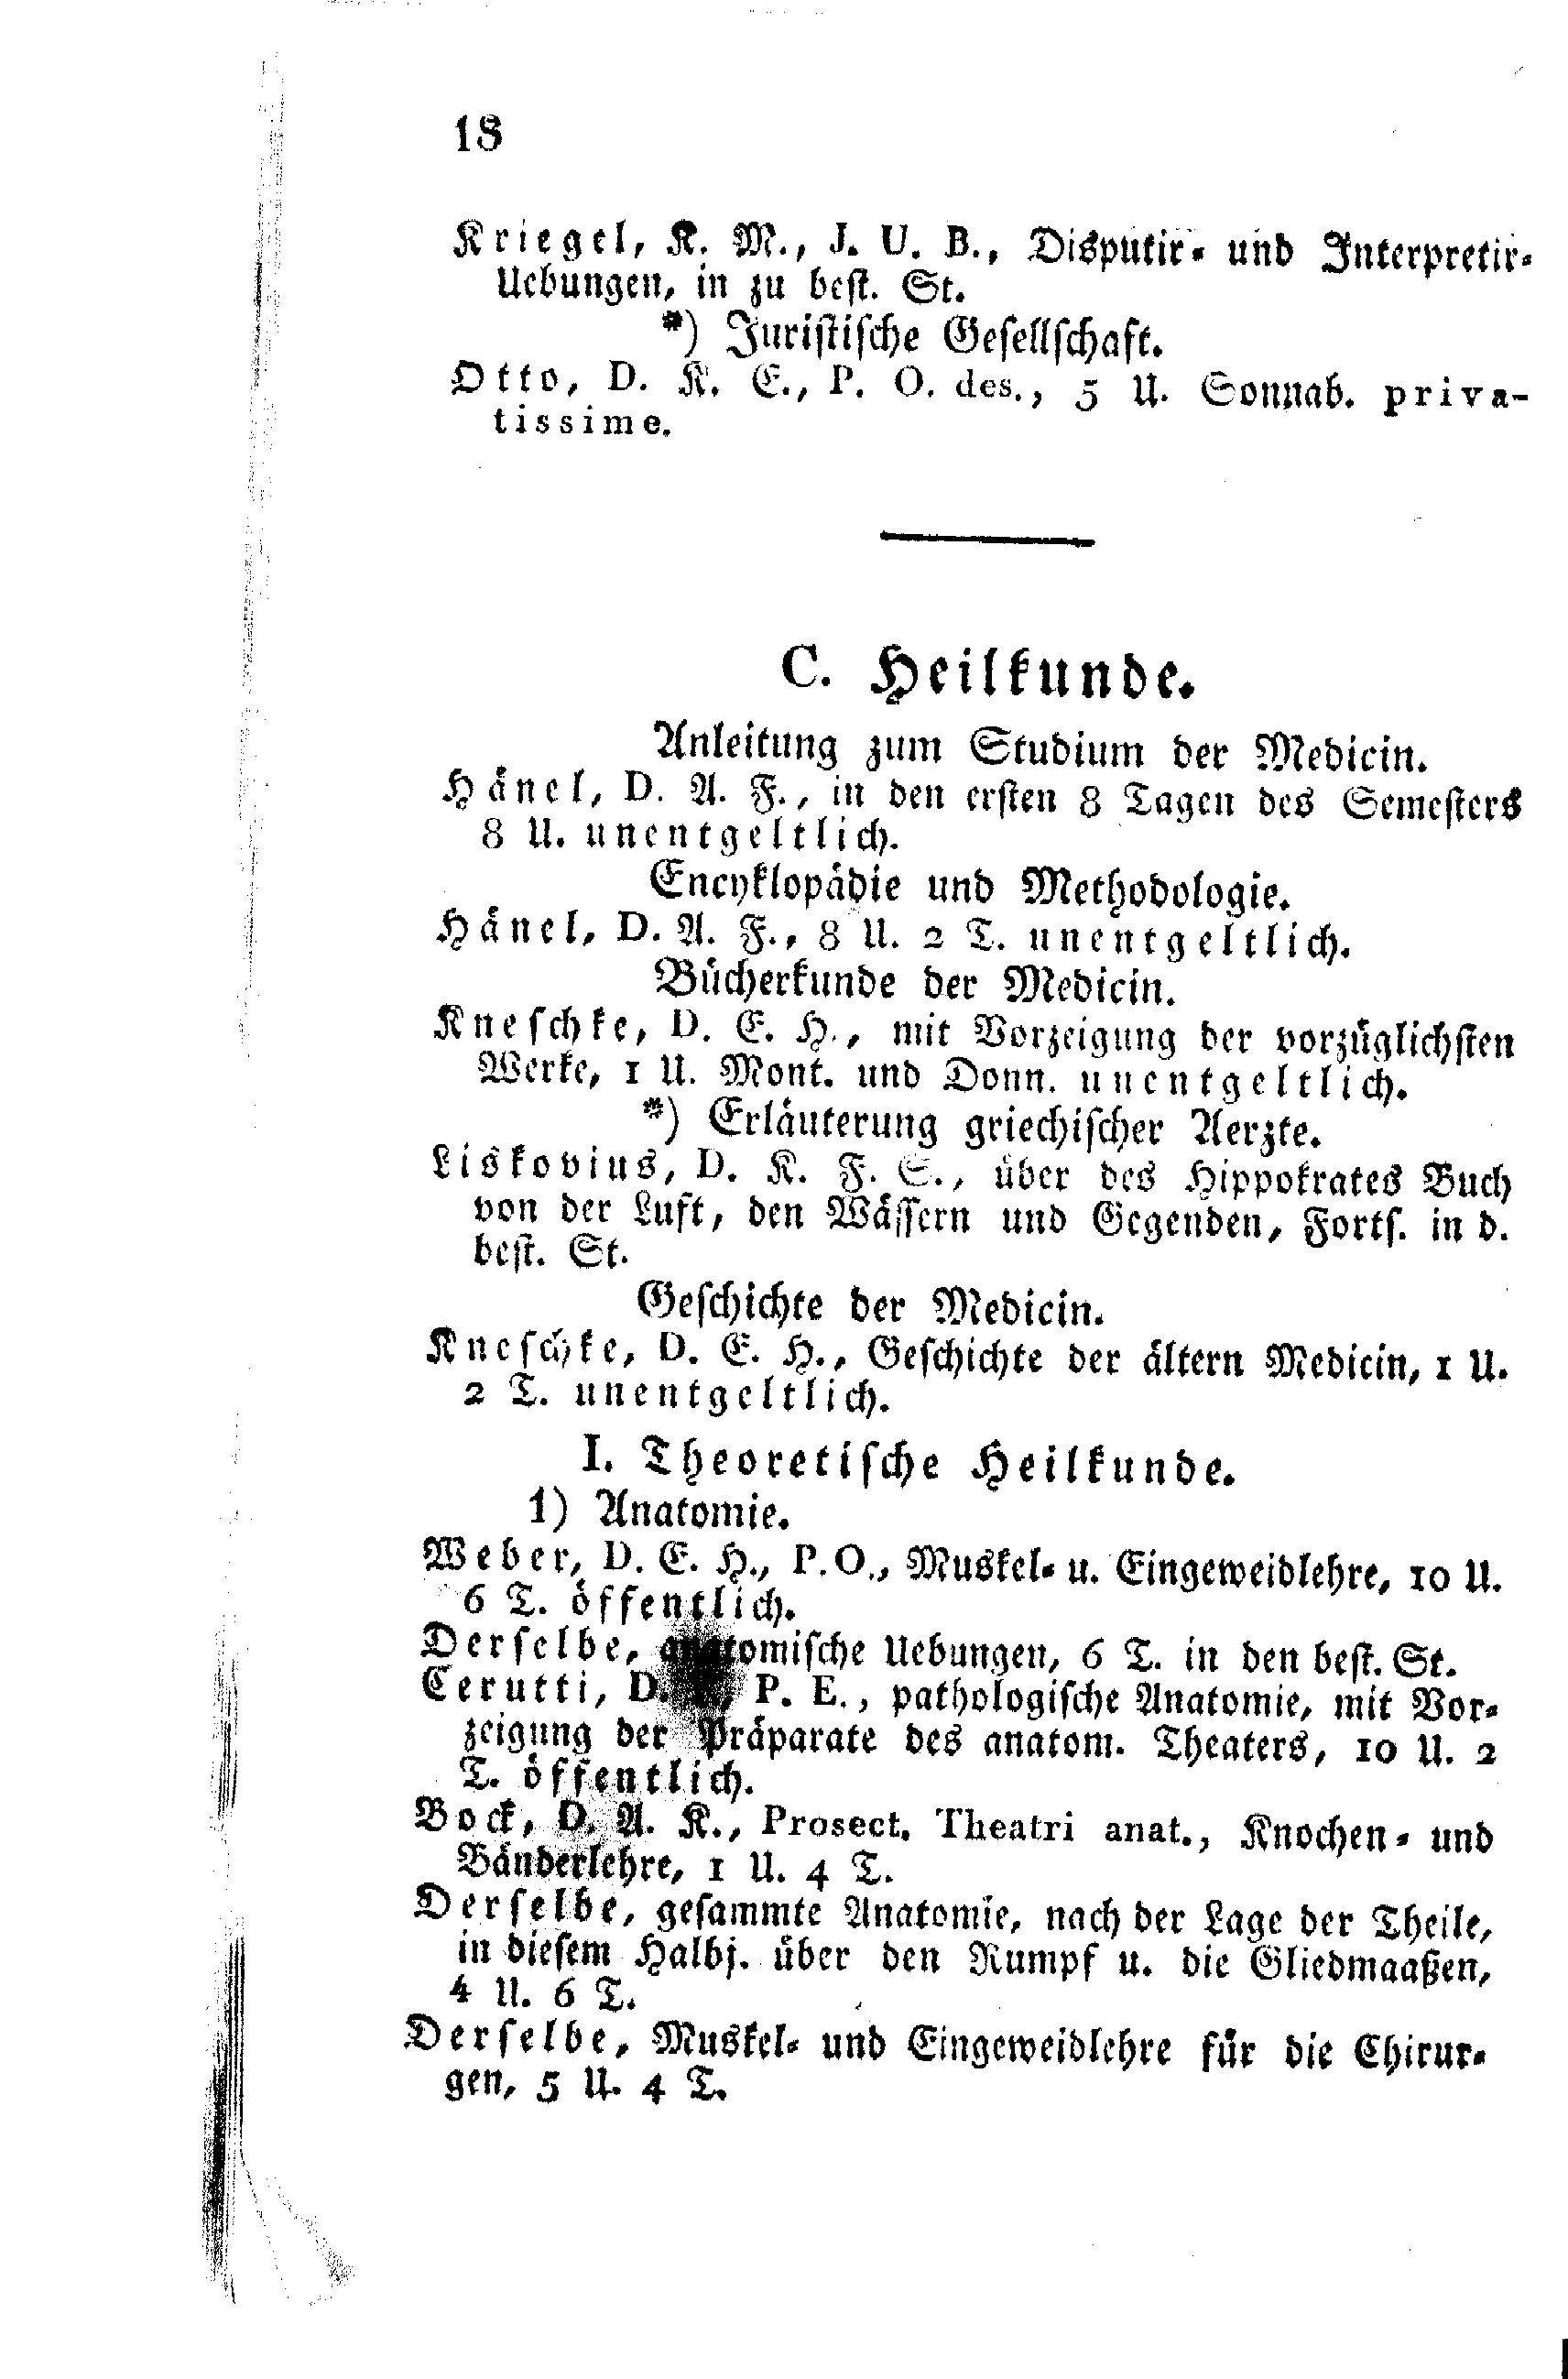 18
Kriegel, K. M., J. U. B., Disputir- und Interpretir-
Uebungen, in zu best. St.
*) Juristische Gesellschaft.
Otto, D. K. E., P. O. des., 5 U. Sonnab. priva-
tissime.
C. Heilkunde.
Anleitung zum Studium der Medicin.
Hänel, D. A. F., in den ersten 8 Tagen des Semesters
8 U. unentgeltlich.
Encyklopädie und Methodologie.
Hänel, D. A. F., 8 U. 2 T. unentgeltlich.
Bücherkunde der Medicin.
Kneschke, D. E. H., mit Vorzeigung der vorzüglichsten
Werke, 1 U. Mont. und Donn. unentgeltlich.
*) Erläuterung griechischer Aerzte.
Liskovius, D. K. F. S., über des Hippokrates Buch
von der Luft, den Wässern und Gegenden, Forts. in d.
best. St.
Geschichte der Medicin.
Kneschke, D. E. H., Geschichte der ältern Medicin, 1 U.
2 T. unentgeltlich.
I. Theoretische Heilkunde.
1) Anatomie.
Weber, D. E. H., P. O., Muskel- u. Eingeweidlehre, 10 U.
6 T. öffentlich.
Derselbe, anatomische Uebungen, 6 T. in den best. St.
Cerutti, D. P. E., pathologische Anatomie, mit Vor-
zeigung der Präparate des anatom. Theaters, 10 U. 2
T. öffentlich.
Bock, D. A. K., Prosect. Theatri anat., Knochen- und
Bänderlehre, 1 U. 4 T.
Derselbe, gesammte Anatomie, nach der Lage der Theile,
in diesem Halbj. über den Rumpf u. die Gliedmaaßen,
4 U. 6 T.
Derselbe, Muskel- und Eingeweidlehre für die Chirur-
gen, 5 U. 4 T.